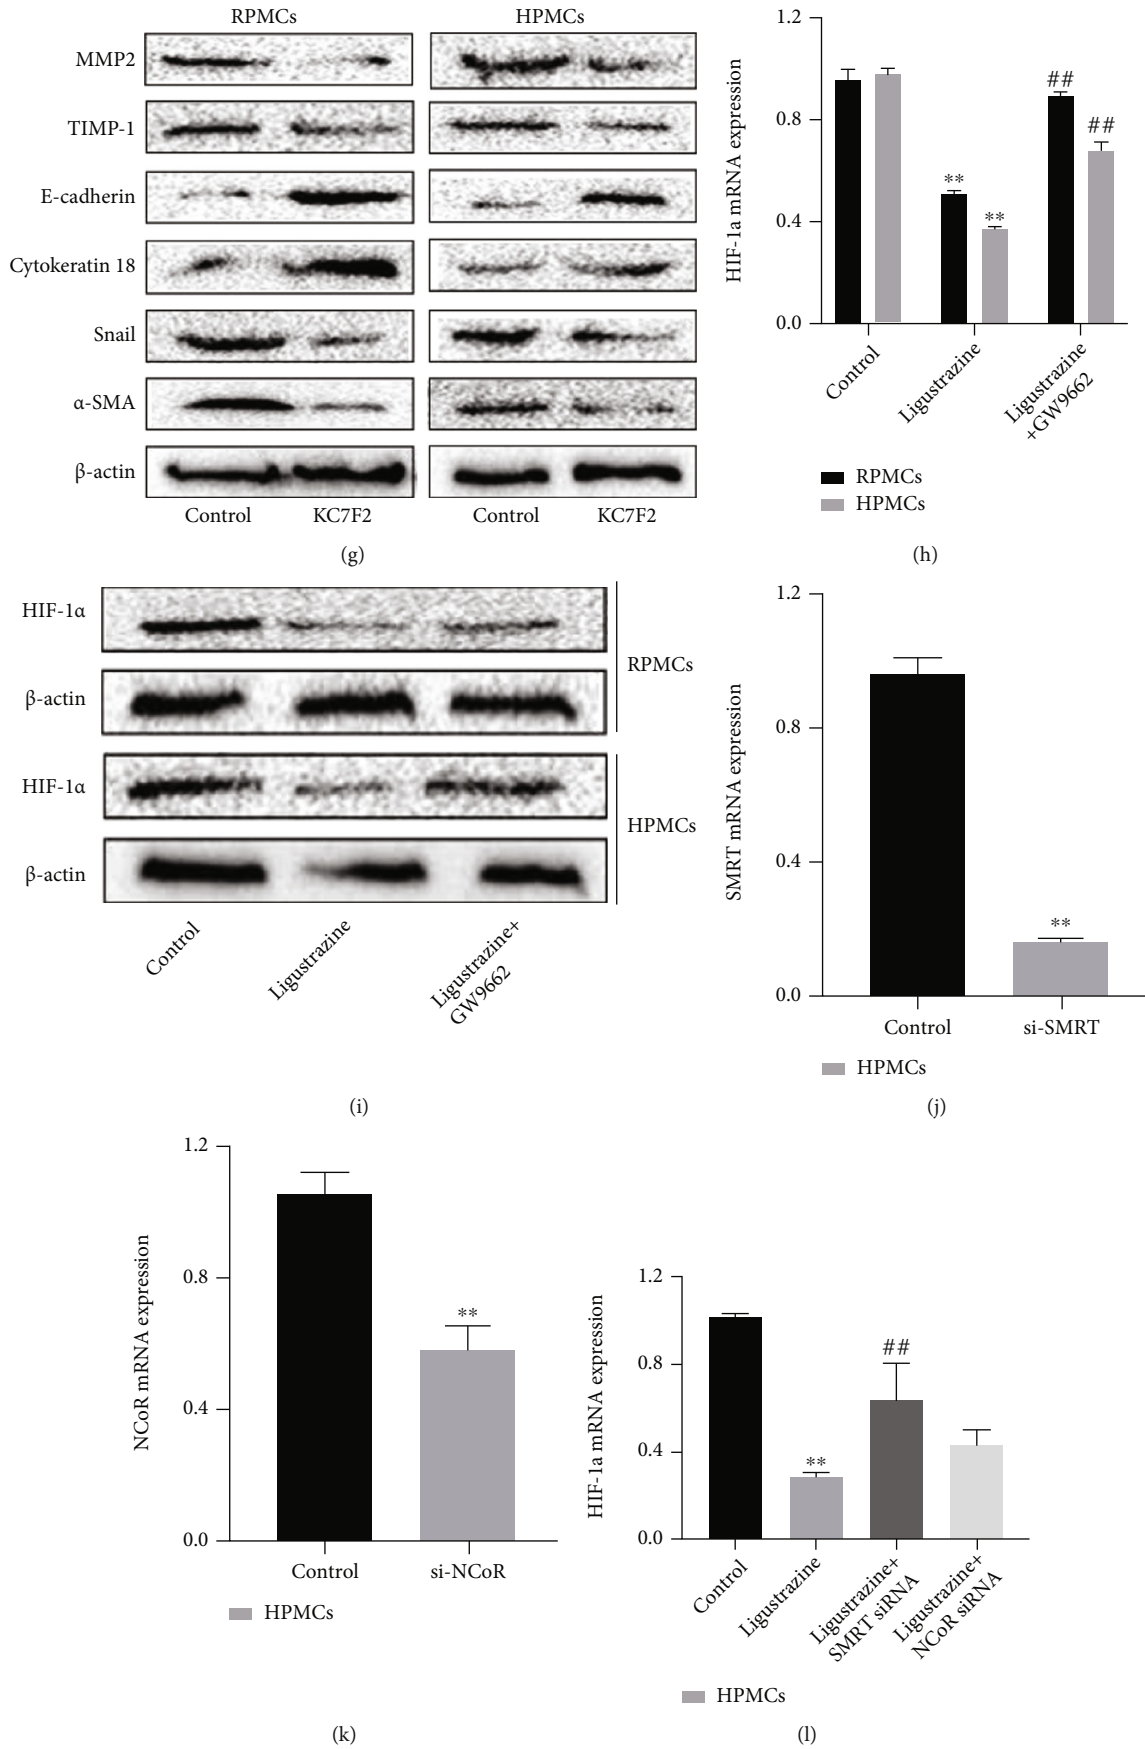 RPMCs HPMCs
MMP2
TIMP-1
E-cadherin
Cytokeratin 18
Snail
α-SMA
β-actin
Control KC7F2 Control KC7F2
(g)
HIF-1a mRNA expression
1.2
0.8
0.4
0.0
** ** ## ##
Control
Ligustrazine
Ligustrazine
+GW9662
RPMCs
HPMCs
(h)
HIF-1α
β-actin
RPMCs
HIF-1α
β-actin
HPMCs
Control
Ligustrazine
Ligustrazine+
GW9662
(i)
SMRT mRNA expression
1.2
0.8
0.4
0.0
**
Control si-SMRT
HPMCs
(j)
NCoR mRNA expression
1.2
0.8
0.4
0.0
**
Control si-NCoR
HPMCs
(k)
HIF-1a mRNA expression
1.2
0.8
0.4
0.0
** ##
Control
Ligustrazine
Ligustrazine+
SMRT siRNA
Ligustrazine+
NCoR siRNA
HPMCs
(l)